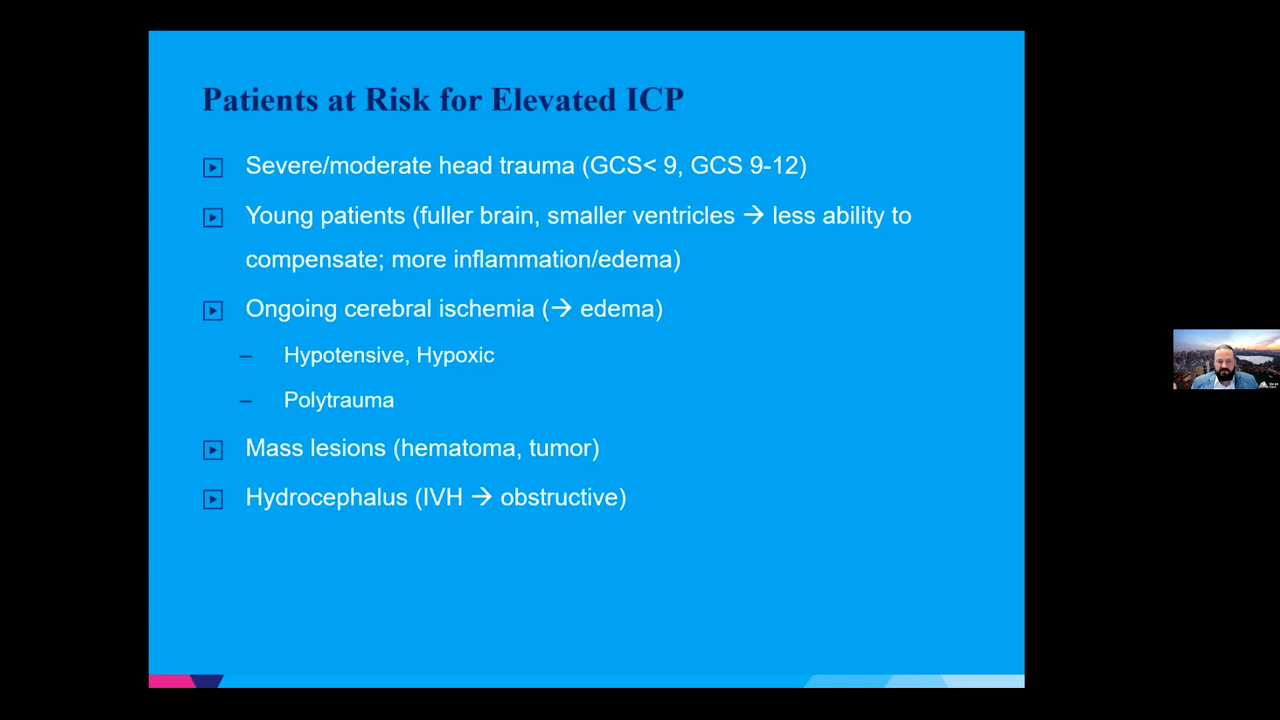 Patients at Risk for Elevated ICP
Severe/moderate head trauma (GCS< 9, GCS 9-12)
Young patients (fuller brain, smaller ventricles → less ability to
compensate; more inflammation/edema)
Ongoing cerebral ischemia (→ edema)
– Hypotensive, Hypoxic
– Polytrauma
Mass lesions (hematoma, tumor)
Hydrocephalus (IVH → obstructive)